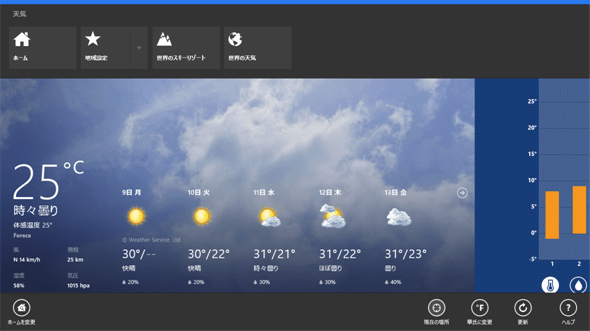 天気
ホーム
地域設定
世界のスキーリゾート
世界の天気
25°C
時々曇り
体感温度 25°
Foreca
風
N 14 km/h
視程
25 km
湿度
58%
気圧
1015 hpa
9日 月
10日 火
11日 水
12日 木
13日 金
© Weather Service, Ltd
30°/--
30°/22°
31°/21°
31°/22°
31°/23°
快晴
快晴
時々曇り
ほぼ曇り
曇り
20%
20%
30%
30%
40%
25°
20°
15°
10°
5°
0°
-5°
1
2
ホームを変更
現在の場所
°F
華氏に変更
更新
?
ヘルプ